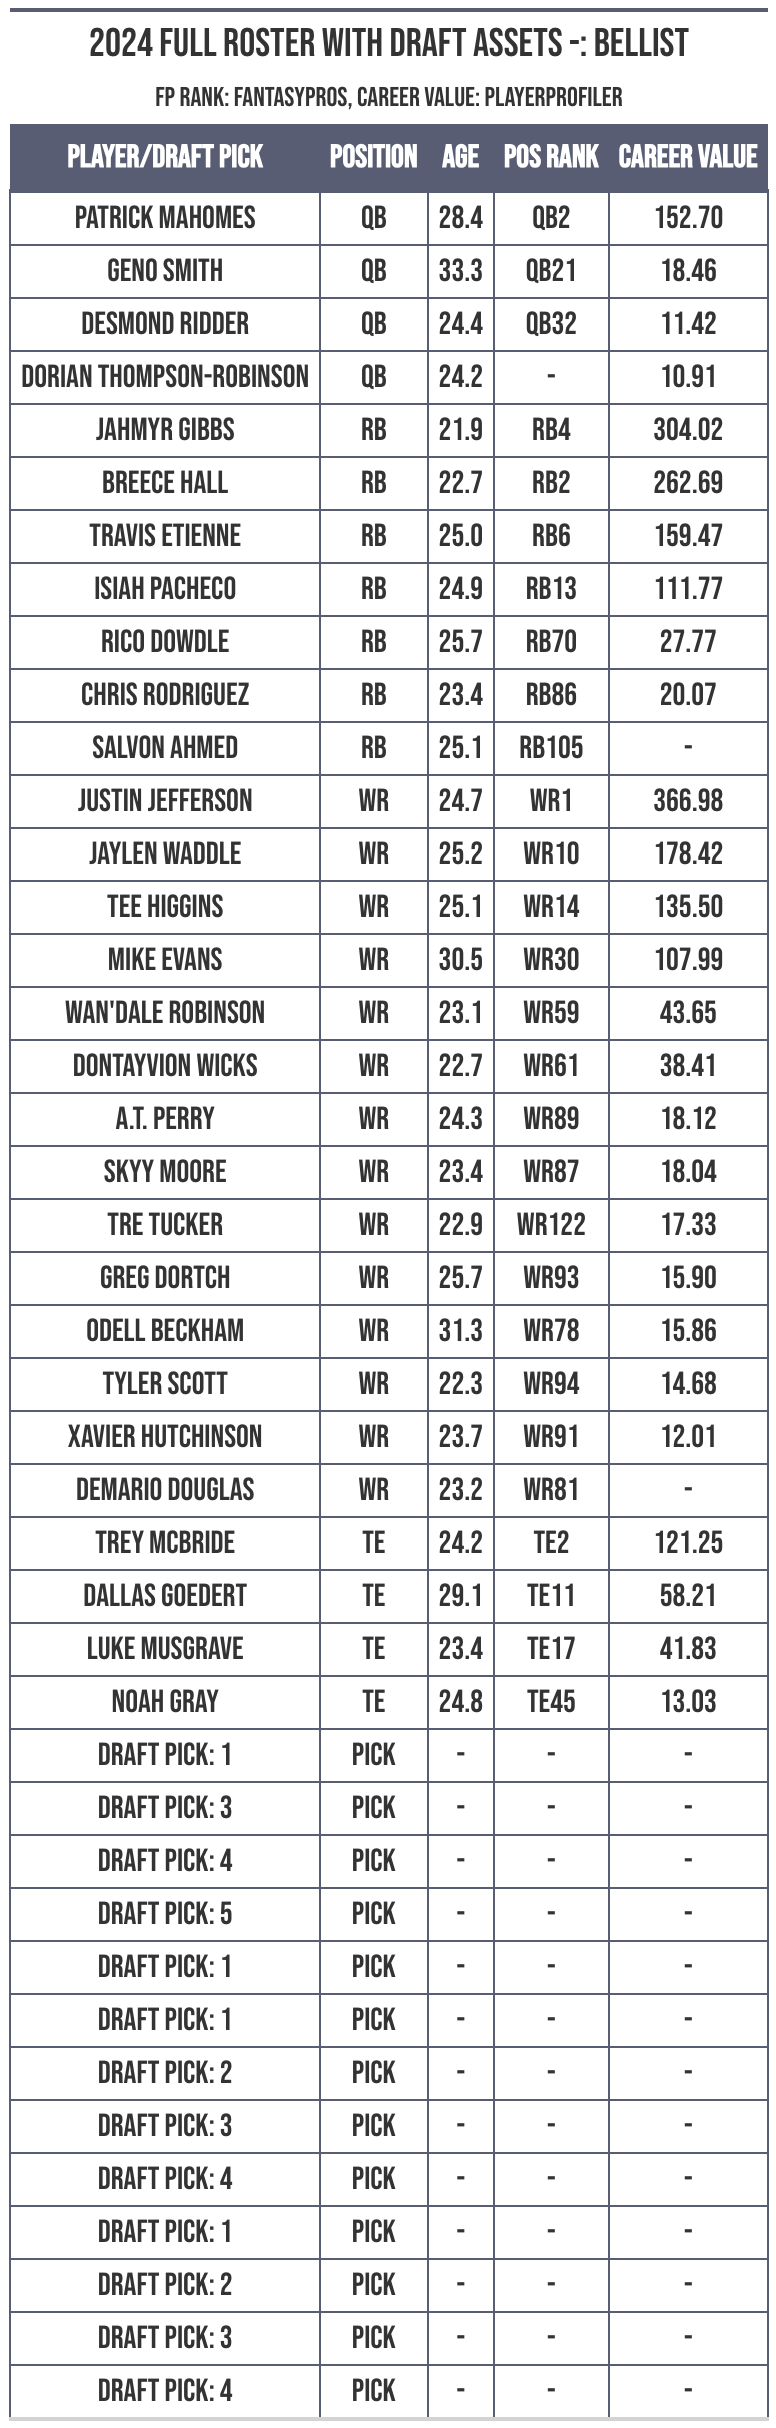 2024 FULL ROSTER WITH DRAFT ASSETS -: BELLIST
FP RANK: FANTASYPROS, CAREER VALUE: PLAYERPROFILER
PLAYER/DRAFT PICK POSITION AGE POS RANK CAREER VALUE
PATRICK MAHOMES QB 28.4 QB2 152.70
GENO SMITH QB 33.3 QB21 18.46
DESMOND RIDDER QB 24.4 QB32 11.42
DORIAN THOMPSON-ROBINSON QB 24.2 - 10.91
JAHMYR GIBBS RB 21.9 RB4 304.02
BREECE HALL RB 22.7 RB2 262.69
TRAVIS ETIENNE RB 25.0 RB6 159.47
ISIAH PACHECO RB 24.9 RB13 111.77
RICO DOWDLE RB 25.7 RB70 27.77
CHRIS RODRIGUEZ RB 23.4 RB86 20.07
SALVON AHMED RB 25.1 RB105 -
JUSTIN JEFFERSON WR 24.7 WR1 366.98
JAYLEN WADDLE WR 25.2 WR10 178.42
TEE HIGGINS WR 25.1 WR14 135.50
MIKE EVANS WR 30.5 WR30 107.99
WAN'DALE ROBINSON WR 23.1 WR59 43.65
DONTAYVION WICKS WR 22.7 WR61 38.41
A.T. PERRY WR 24.3 WR89 18.12
SKYY MOORE WR 23.4 WR87 18.04
TRE TUCKER WR 22.9 WR122 17.33
GREG DORTCH WR 25.7 WR93 15.90
ODELL BECKHAM WR 31.3 WR78 15.86
TYLER SCOTT WR 22.3 WR94 14.68
XAVIER HUTCHINSON WR 23.7 WR91 12.01
DEMARIO DOUGLAS WR 23.2 WR81 -
TREY MCBRIDE TE 24.2 TE2 121.25
DALLAS GOEDERT TE 29.1 TE11 58.21
LUKE MUSGRAVE TE 23.4 TE17 41.83
NOAH GRAY TE 24.8 TE45 13.03
DRAFT PICK: 1 PICK - - -
DRAFT PICK: 3 PICK - - -
DRAFT PICK: 4 PICK - - -
DRAFT PICK: 5 PICK - - -
DRAFT PICK: 1 PICK - - -
DRAFT PICK: 1 PICK - - -
DRAFT PICK: 2 PICK - - -
DRAFT PICK: 3 PICK - - -
DRAFT PICK: 4 PICK - - -
DRAFT PICK: 1 PICK - - -
DRAFT PICK: 2 PICK - - -
DRAFT PICK: 3 PICK - - -
DRAFT PICK: 4 PICK - - -